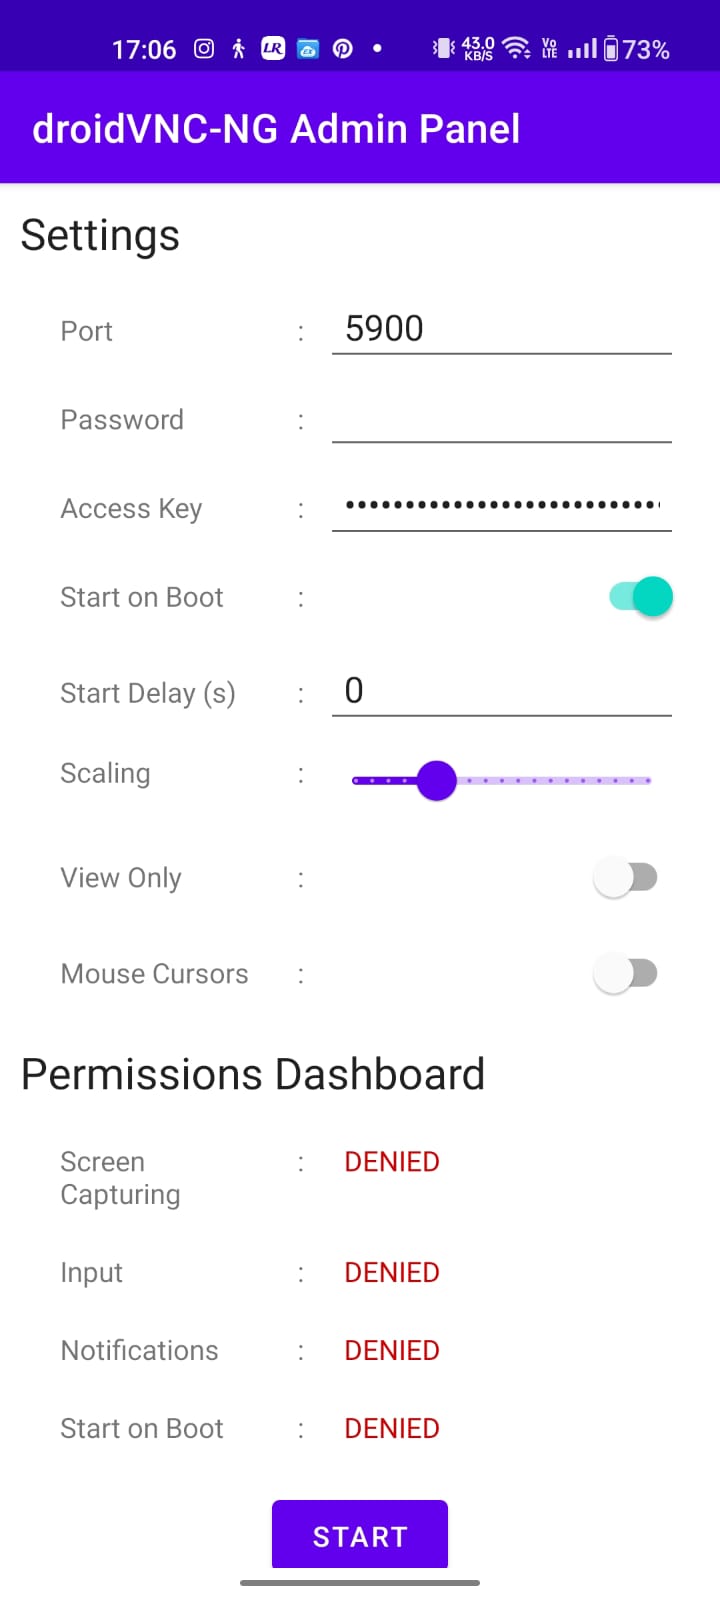 17:06 LR 43.0 KB/S Vo LTE 73%
droidVNC-NG Admin Panel
Settings
Port : 5900
Password :
Access Key : ••••••••••••••••••••••••••
Start on Boot :
Start Delay (s) : 0
Scaling :
View Only :
Mouse Cursors :
Permissions Dashboard
Screen : DENIED
Capturing
Input : DENIED
Notifications : DENIED
Start on Boot : DENIED
START